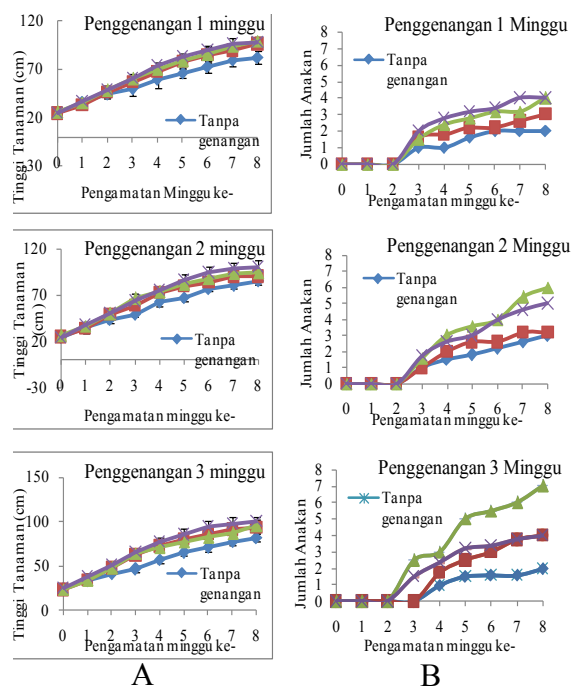 Penggenangan 1 minggu
Tinggi Tanaman (cm)
120
70
20
-30
Tanpa
genangan
0 1 2 3 4 5 6 7 8
Pengamatan Minggu ke-
Penggenangan 1 Minggu
Jumlah Anakan
8
7
6
5
4
3
2
1
0
Tanpa
genangan
0 1 2 3 4 5 6 7 8
Pengamatan minggu ke-
Penggenangan 2 minggu
Tinggi Tanaman
(cm)
120
70
20
-30
Tanpa
genangan
0 1 2 3 4 5 6 7 8
Pengamatan minggu ke-
Penggenangan 2 Minggu
Jumlah Anakan
8
7
6
5
4
3
2
1
0
Tanpa
genangan
0 1 2 3 4 5 6 7 8
Pengamatan minggu ke-
Penggenangan 3 minggu
Tinggi Tanaman (cm)
150
100
50
0
Tanpa
genangan
0 1 2 3 4 5 6 7 8
Pengamatan minggu ke-
Penggenangan 3 Minggu
Jumlah Anakan
8
7
6
5
4
3
2
1
0
Tanpa
genangan
0 1 2 3 4 5 6 7 8
Pengamatan minggu ke-
A
B